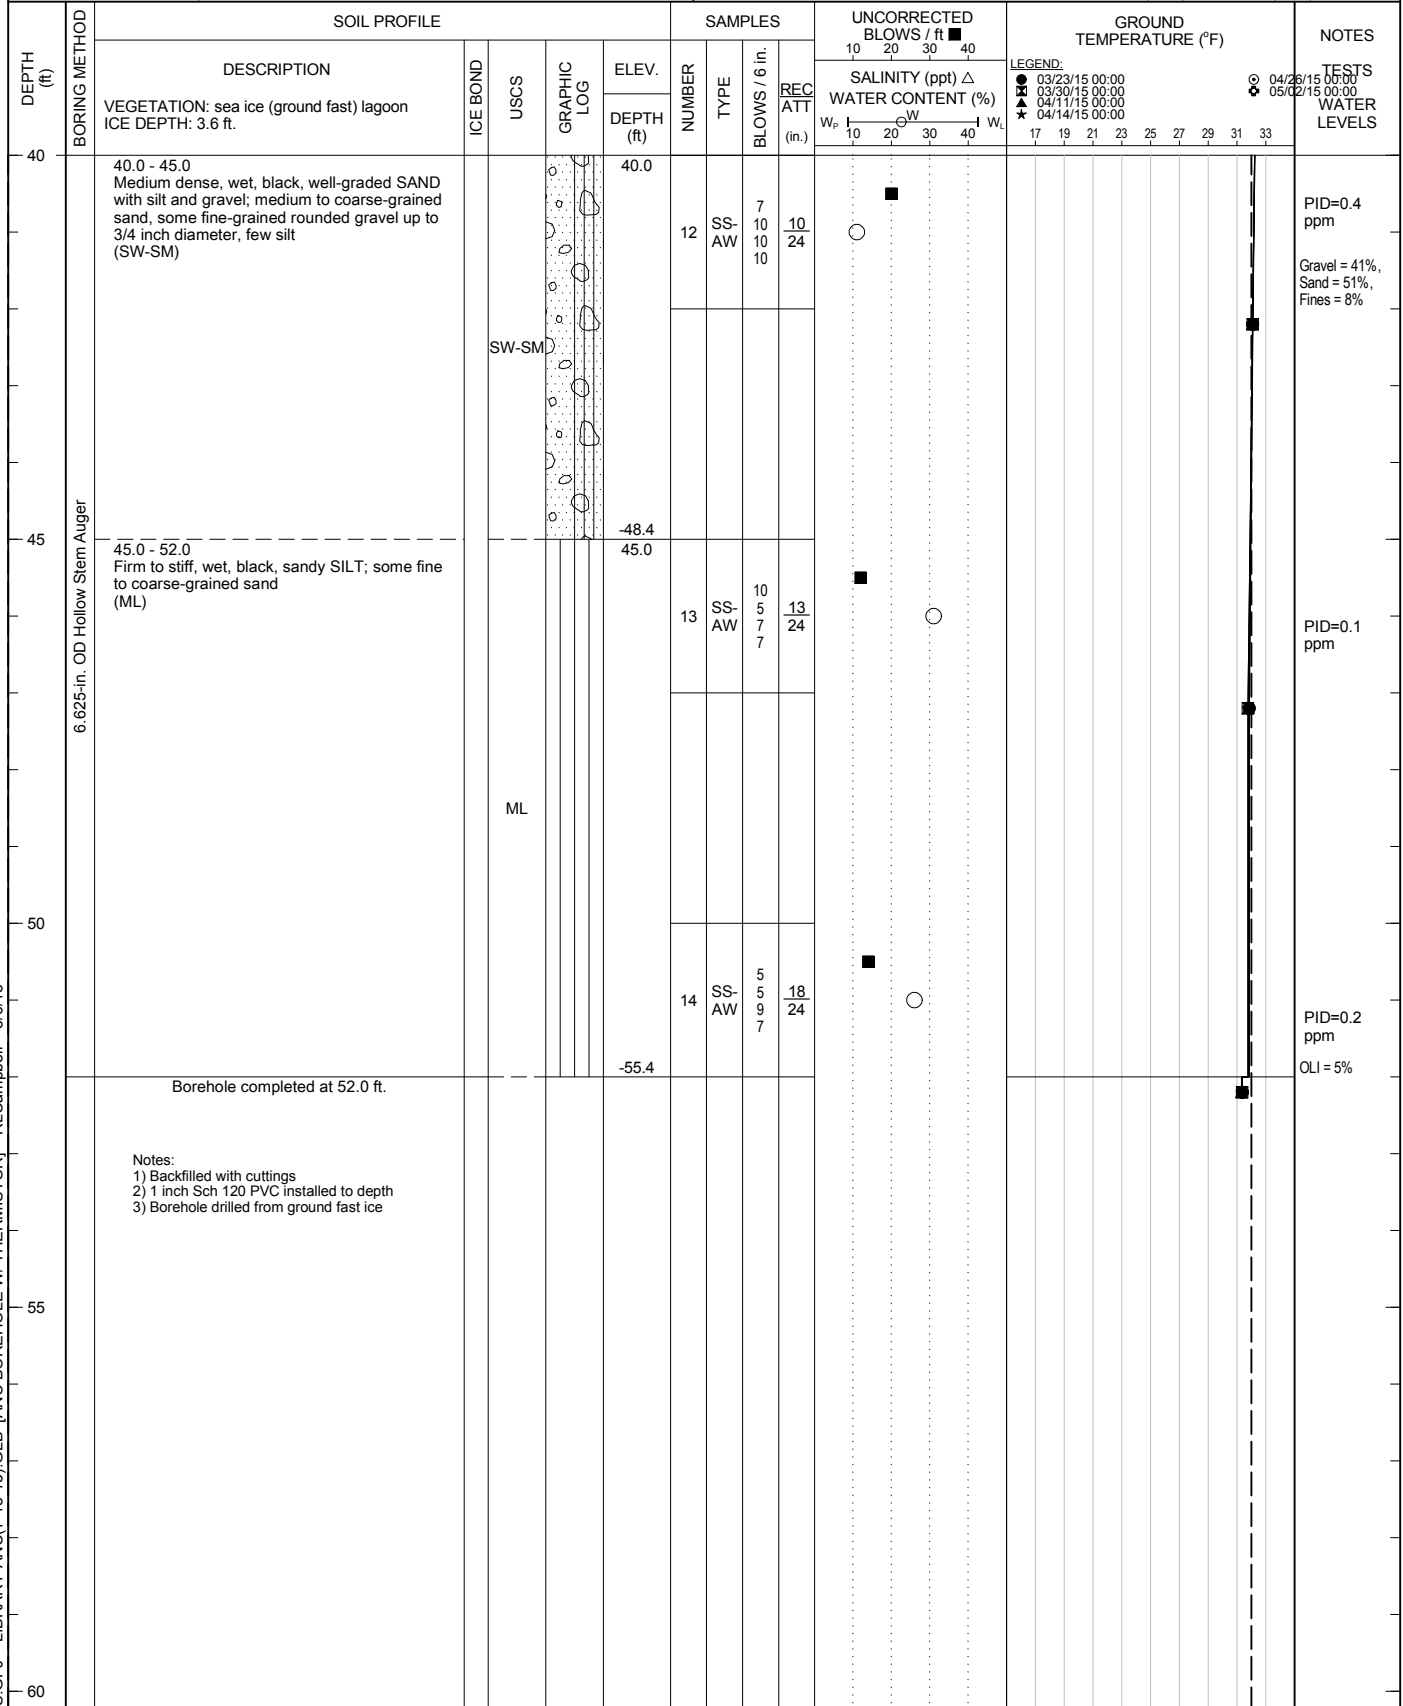 DEPTH
(ft)
BORING METHOD
SOIL PROFILE
DESCRIPTION
VEGETATION: sea ice (ground fast) lagoon
ICE DEPTH: 3.6 ft.
ICE BOND
USCS
GRAPHIC
LOG
ELEV.
DEPTH
(ft)
SAMPLES
NUMBER
TYPE
BLOWS / 6 in.
REC
ATT
(in.)
UNCORRECTED
BLOWS / ft ■
10 20 30 40
SALINITY (ppt) △
WATER CONTENT (%)
WP W WL
10 20 30 40
GROUND
TEMPERATURE (°F)
LEGEND:
03/23/15 00:00
03/30/15 00:00
04/11/15 00:00
04/14/15 00:00
04/26/15 00:00
05/02/15 00:00
17 19 21 23 25 27 29 31 33
NOTES
TESTS
WATER
LEVELS
40
6.625-in. OD Hollow Stem Auger
40.0 - 45.0
Medium dense, wet, black, well-graded SAND
with silt and gravel; medium to coarse-grained
sand, some fine-grained rounded gravel up to
3/4 inch diameter, few silt
(SW-SM)
SW-SM
40.0
12
SS-
AW
7
10
10
10
10
24
PID=0.4
ppm
Gravel = 41%,
Sand = 51%,
Fines = 8%
-48.4
45
45.0 - 52.0
Firm to stiff, wet, black, sandy SILT; some fine
to coarse-grained sand
(ML)
ML
45.0
13
SS-
AW
10
5
7
7
13
24
PID=0.1
ppm
50
14
SS-
AW
5
5
9
7
18
24
PID=0.2
ppm
OLI = 5%
-55.4
Borehole completed at 52.0 ft.
Notes:
1) Backfilled with cuttings
2) 1 inch Sch 120 PVC installed to depth
3) Borehole drilled from ground fast ice
55
60